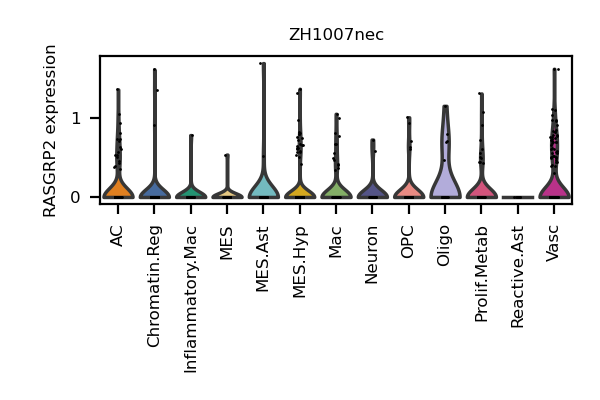 ZH1007nec
RASGRP2 expression
1
0
AC
Chromatin.Reg
Inflammatory.Mac
MES
MES.Ast
MES.Hyp
Mac
Neuron
OPC
Oligo
Prolif.Metab
Reactive.Ast
Vasc